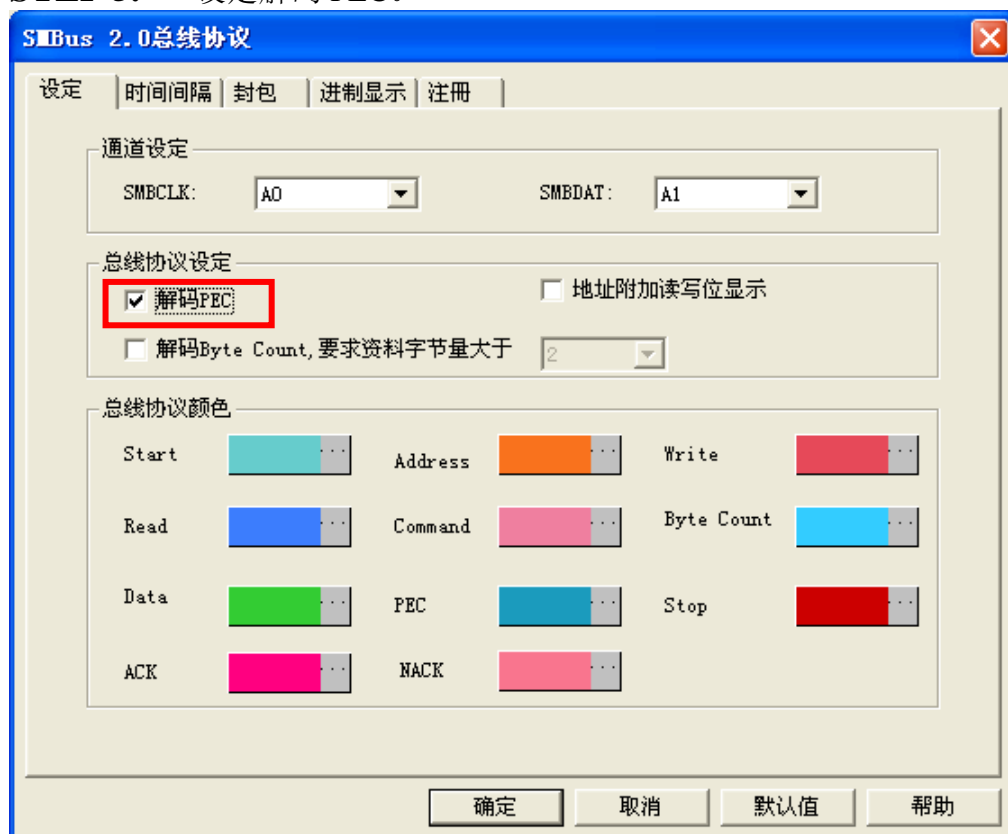 SMBus 2.0总线协议
设定 时间间隔 封包 进制显示 注冊
通道设定
SMBCLK: A0 SMBDAT: A1
总线协议设定
解码PEC 地址附加读写位显示
解码Byte Count,要求资料字节量大于 2
总线协议颜色
Start ... Address ... Write ...
Read ... Command ... Byte Count ...
Data ... PEC ... Stop ...
ACK ... NACK ...
确定 取消 默认值 帮助